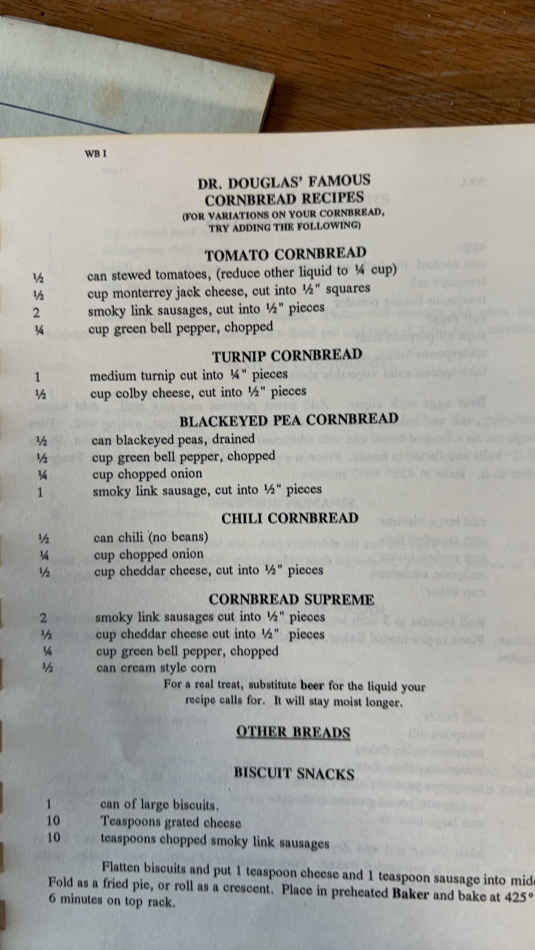 WB I
DR. DOUGLAS' FAMOUS
CORNBREAD RECIPES
(FOR VARIATIONS ON YOUR CORNBREAD,
TRY ADDING THE FOLLOWING)
TOMATO CORNBREAD
½ can stewed tomatoes, (reduce other liquid to ¼ cup)
½ cup monterrey jack cheese, cut into ½" squares
2 smoky link sausages, cut into ½" pieces
¼ cup green bell pepper, chopped
TURNIP CORNBREAD
1 medium turnip cut into ¼" pieces
½ cup colby cheese, cut into ½" pieces
BLACKEYED PEA CORNBREAD
½ can blackeyed peas, drained
½ cup green bell pepper, chopped
¼ cup chopped onion
1 smoky link sausage, cut into ½" pieces
CHILI CORNBREAD
½ can chili (no beans)
¼ cup chopped onion
½ cup cheddar cheese, cut into ½" pieces
CORNBREAD SUPREME
2 smoky link sausages cut into ½" pieces
½ cup cheddar cheese cut into ½" pieces
¼ cup green bell pepper, chopped
½ can cream style corn
For a real treat, substitute beer for the liquid your
recipe calls for. It will stay moist longer.
OTHER BREADS
BISCUIT SNACKS
1 can of large biscuits.
10 Teaspoons grated cheese
10 teaspoons chopped smoky link sausages
Flatten biscuits and put 1 teaspoon cheese and 1 teaspoon sausage into mid
Fold as a fried pie, or roll as a crescent. Place in preheated Baker and bake at 425°
6 minutes on top rack.